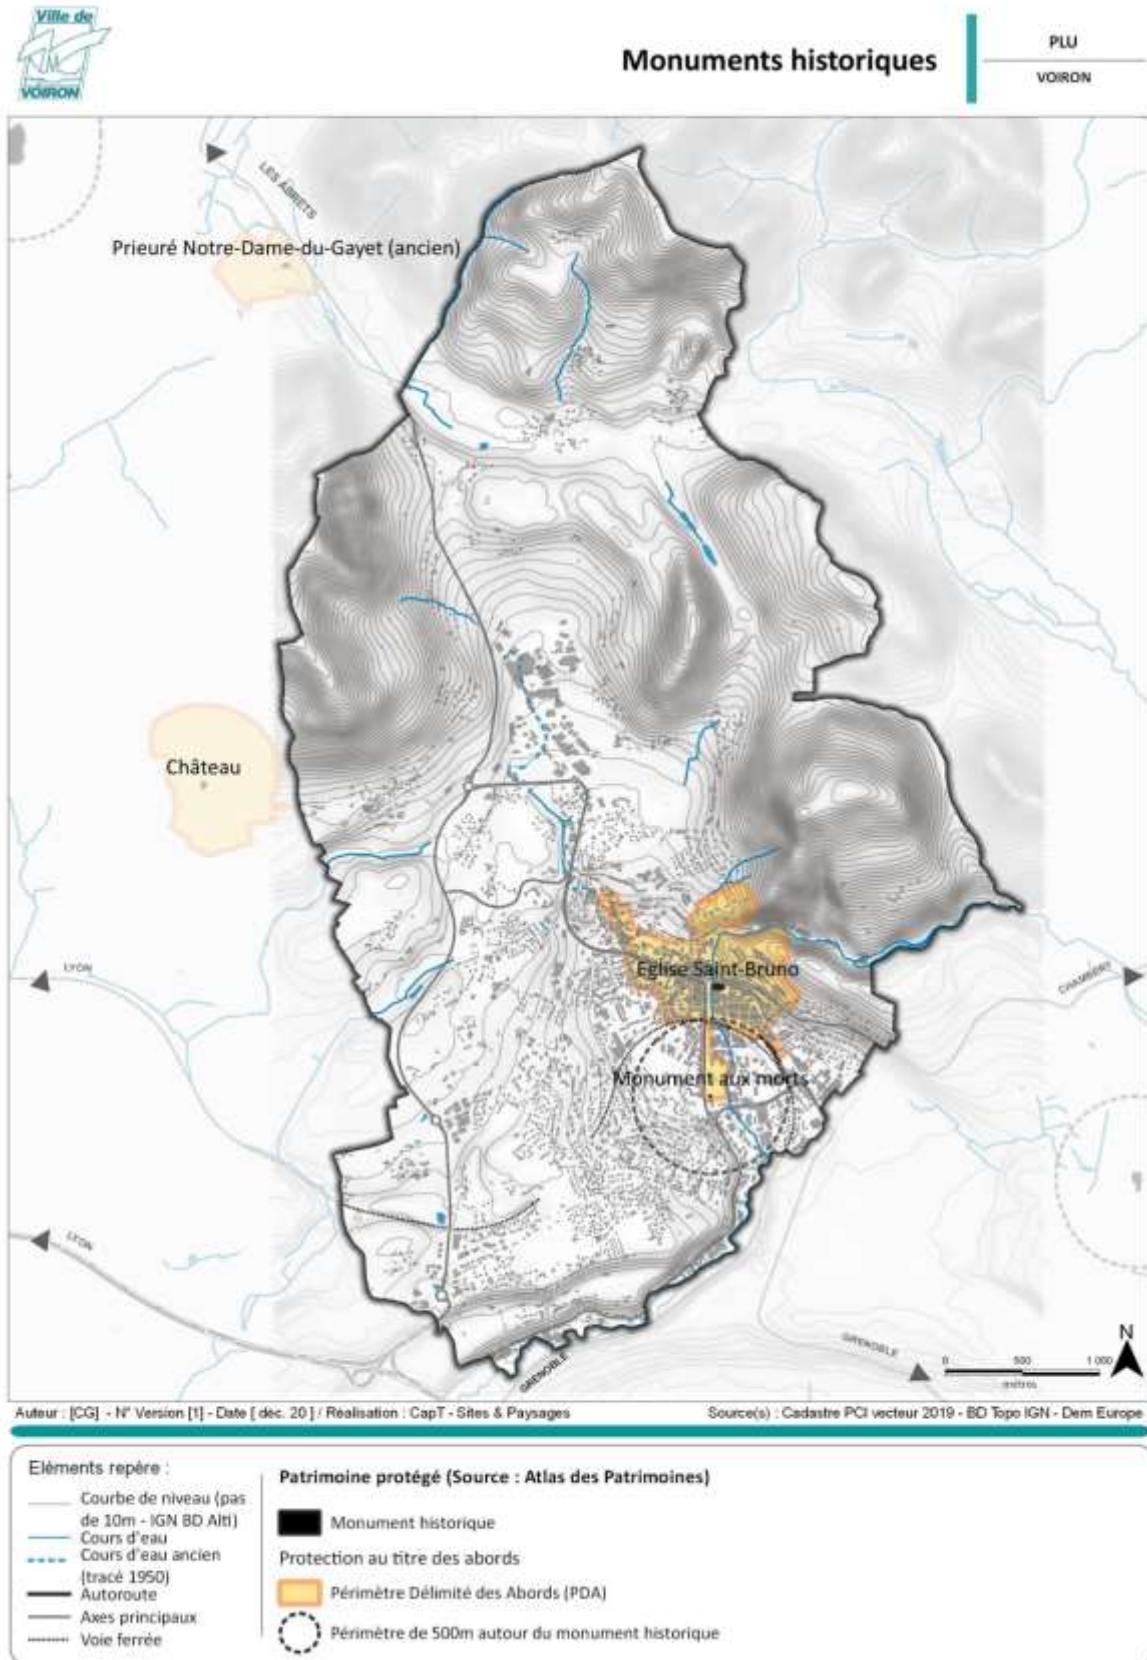 Ville de
VOIRON
Monuments historiques
PLU
VOIRON
LES ABRETS
Prieuré Notre-Dame-du-Gayet (ancien)
Château
LYON
Eglise Saint-Bruno
CHAMBERY
Monument aux morts
LYON
GRENOBLE
GRENOBLE
N
0 500 1 000
mètres
Auteur : [CG] - N° Version [1] - Date [ déc. 20 ] / Réalisation : CapT - Sites & Paysages
Source(s) : Cadastre PCI vecteur 2019 - BD Topo IGN - Dem Europe
Eléments repère :
Courbe de niveau (pas
de 10m - IGN BD Alti)
Cours d'eau
Cours d'eau ancien
(tracé 1950)
Autoroute
Axes principaux
Voie ferrée
Patrimoine protégé (Source : Atlas des Patrimoines)
Monument historique
Protection au titre des abords
Périmètre Délimité des Abords (PDA)
Périmètre de 500m autour du monument historique